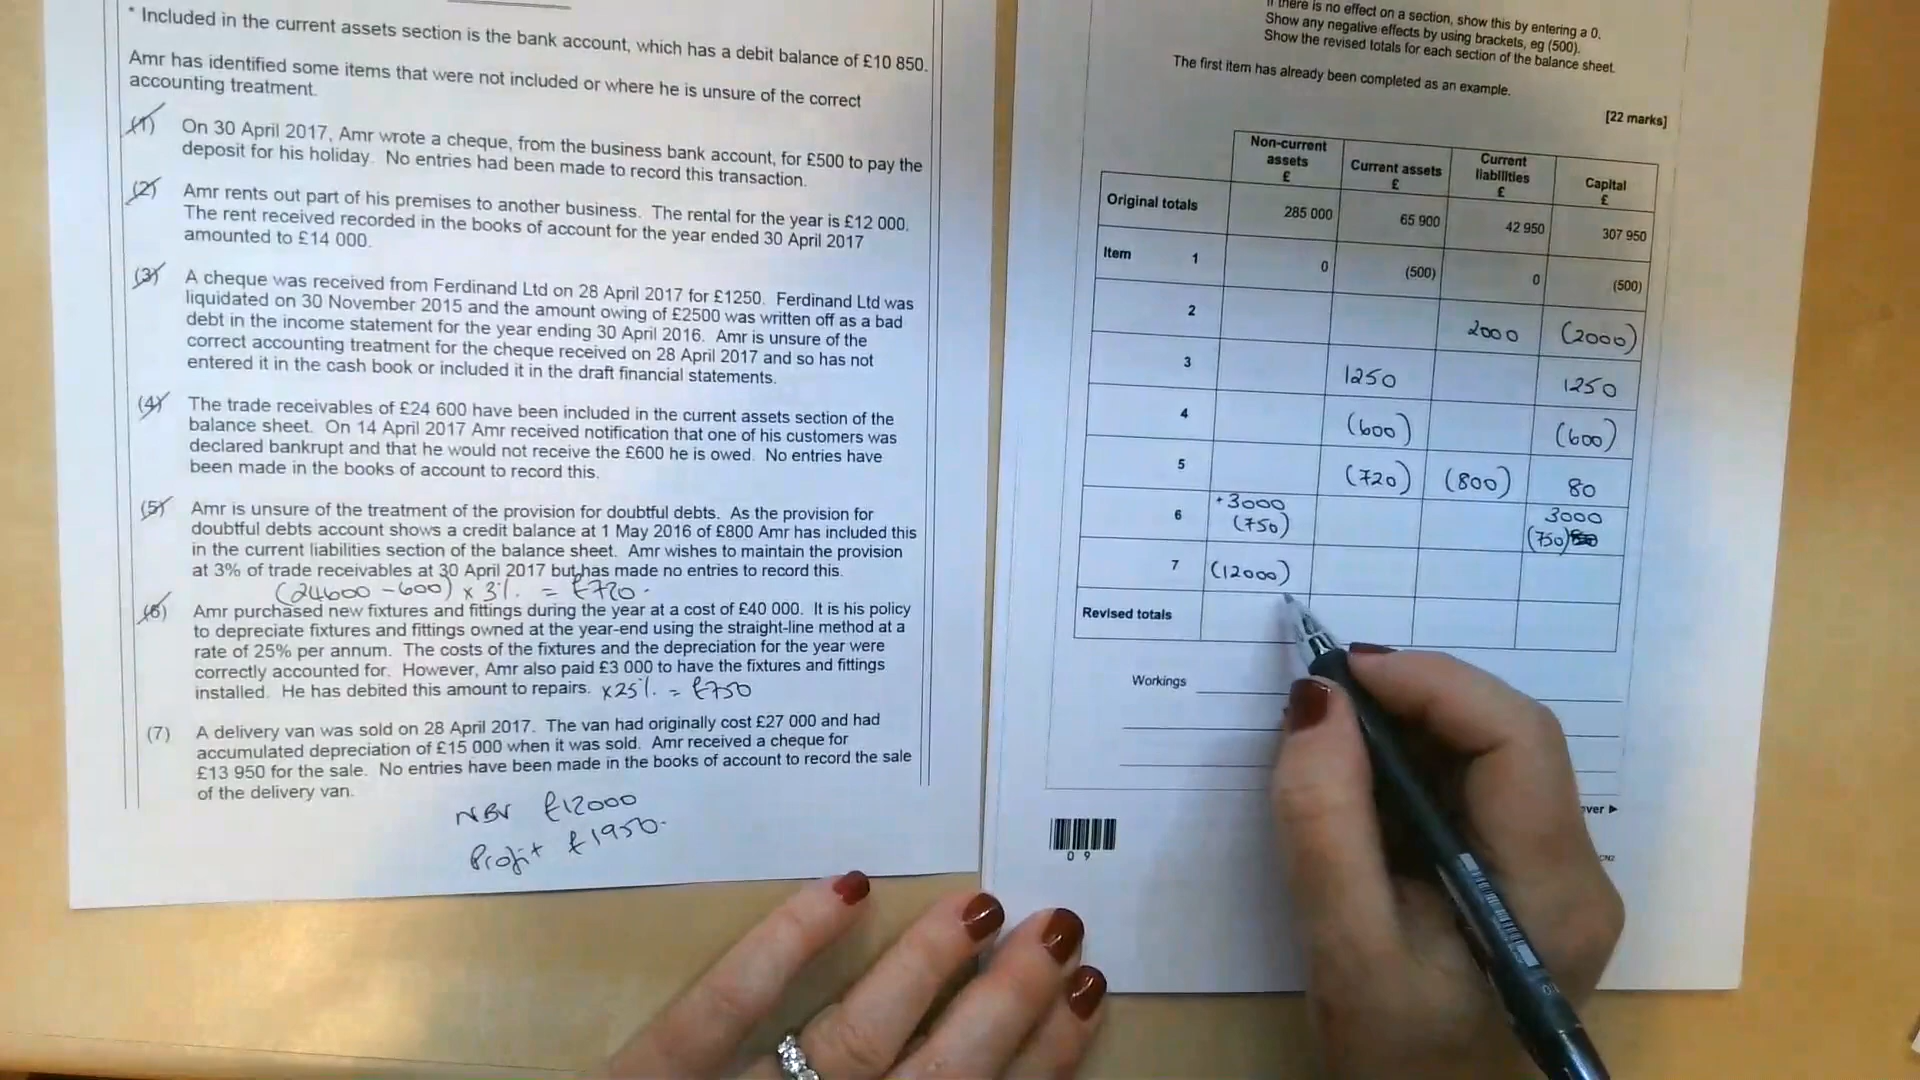 * Included in the current assets section is the bank account, which has a debit balance of £10 850.
Amr has identified some items that were not included or where he is unsure of the correct
accounting treatment.
(1) On 30 April 2017, Amr wrote a cheque, from the business bank account, for £500 to pay the
deposit for his holiday. No entries had been made to record this transaction.
(2) Amr rents out part of his premises to another business. The rental for the year is £12 000.
The rent received recorded in the books of account for the year ended 30 April 2017
amounted to £14 000.
(3) A cheque was received from Ferdinand Ltd on 28 April 2017 for £1250. Ferdinand Ltd was
liquidated on 30 November 2015 and the amount owing of £2500 was written off as a bad
debt in the income statement for the year ending 30 April 2016. Amr is unsure of the
correct accounting treatment for the cheque received on 28 April 2017 and so has not
entered it in the cash book or included it in the draft financial statements.
(4) The trade receivables of £24 600 have been included in the current assets section of the
balance sheet. On 14 April 2017 Amr received notification that one of his customers was
declared bankrupt and that he would not receive the £600 he is owed. No entries have
been made in the books of account to record this.
(5) Amr is unsure of the treatment of the provision for doubtful debts. As the provision for
doubtful debts account shows a credit balance at 1 May 2016 of £800 Amr has included this
in the current liabilities section of the balance sheet. Amr wishes to maintain the provision
at 3% of trade receivables at 30 April 2017 but has made no entries to record this.
(24600 - 600) x 3% = £720.
(6) Amr purchased new fixtures and fittings during the year at a cost of £40 000. It is his policy
to depreciate fixtures and fittings owned at the year-end using the straight-line method at a
rate of 25% per annum. The costs of the fixtures and the depreciation for the year were
correctly accounted for. However, Amr also paid £3 000 to have the fixtures and fittings
installed. He has debited this amount to repairs. x25% = £750
(7) A delivery van was sold on 28 April 2017. The van had originally cost £27 000 and had
accumulated depreciation of £15 000 when it was sold. Amr received a cheque for
£13 950 for the sale. No entries have been made in the books of account to record the sale
of the delivery van.
NBV £12000
Profit £1950.
If there is no effect on a section, show this by entering a 0.
Show any negative effects by using brackets, eg (500).
Show the revised totals for each section of the balance sheet.
The first item has already been completed as an example.
[22 marks]
Non-current assets £ Current assets £ Current liabilities £ Capital £
Original totals 285 000 65 900 42 950 307 950
Item 1 0 (500) 0 (500)
2 2000 (2000)
3 1250 1250
4 (600) (600)
5 (720) (800) 80
6 +3000 (750) 3000 (750)
7 (12000)
Revised totals
Workings
over ►
0 9